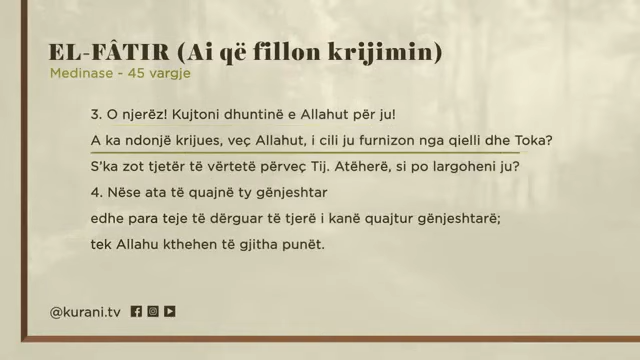 EL-FÂTIR (Ai që fillon krijimin)
Medinase - 45 vargje
3. O njerëz! Kujtoni dhuntinë e Allahut për ju!
A ka ndonjë krijues, veç Allahut, i cili ju furnizon nga qielli dhe Toka?
S'ka zot tjetër të vërtetë përveç Tij. Atëherë, si po largoheni ju?
4. Nëse ata të quajnë ty gënjeshtar
edhe para teje të dërguar të tjerë i kanë quajtur gënjeshtarë;
tek Allahu kthehen të gjitha punët.
@kurani.tv